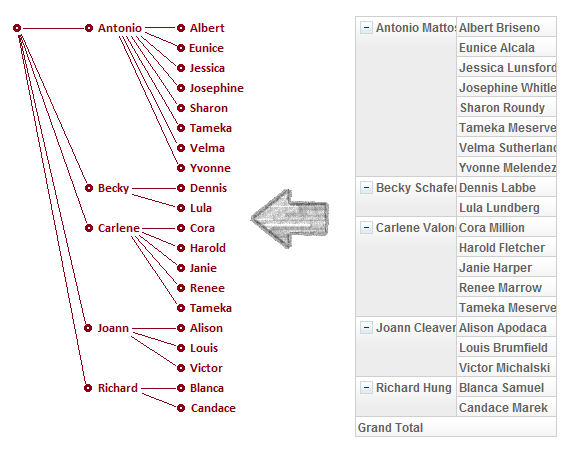 Antonio Albert
Eunice
Jessica
Josephine
Sharon
Tameka
Velma
Yvonne
Becky Dennis
Lula
Carlene Cora
Harold
Janie
Renee
Tameka
Joann Alison
Louis
Victor
Richard Blanca
Candace
Antonio Mattos Albert Briseno
Eunice Alcala
Jessica Lunsford
Josephine Whitle
Sharon Roundy
Tameka Meserve
Velma Sutherland
Yvonne Melendez
Becky Schafer Dennis Labbe
Lula Lundberg
Carlene Valon Cora Million
Harold Fletcher
Janie Harper
Renee Marrow
Tameka Meserve
Joann Cleaver Alison Apodaca
Louis Brumfield
Victor Michalski
Richard Hung Blanca Samuel
Candace Marek
Grand Total